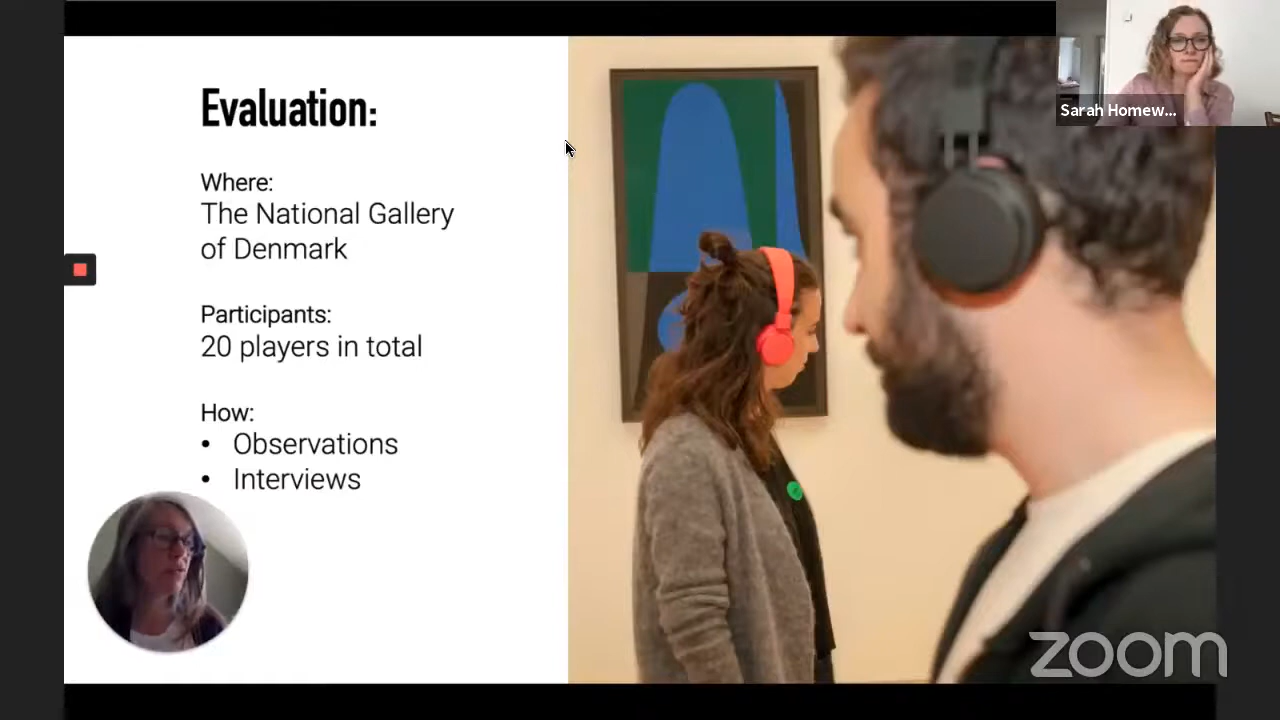 Evaluation:
Where:
The National Gallery
of Denmark
Participants:
20 players in total
How:
• Observations
• Interviews
Sarah Homew...
zoom